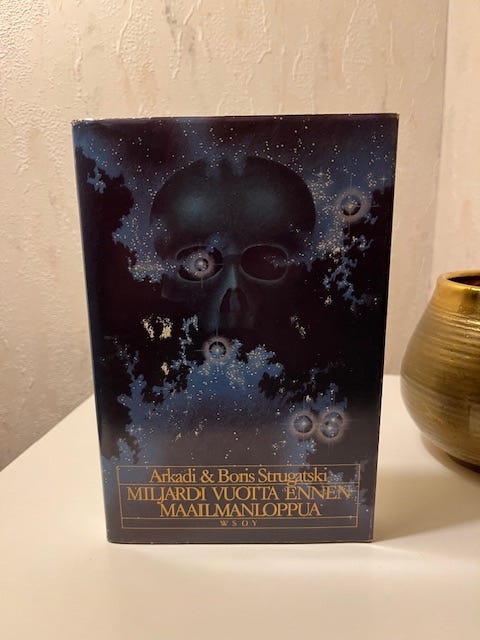 Arkadi & Boris Strugatski
MILJARDI VUOTTA ENNEN
MAAILMANLOPPUA
WSOY